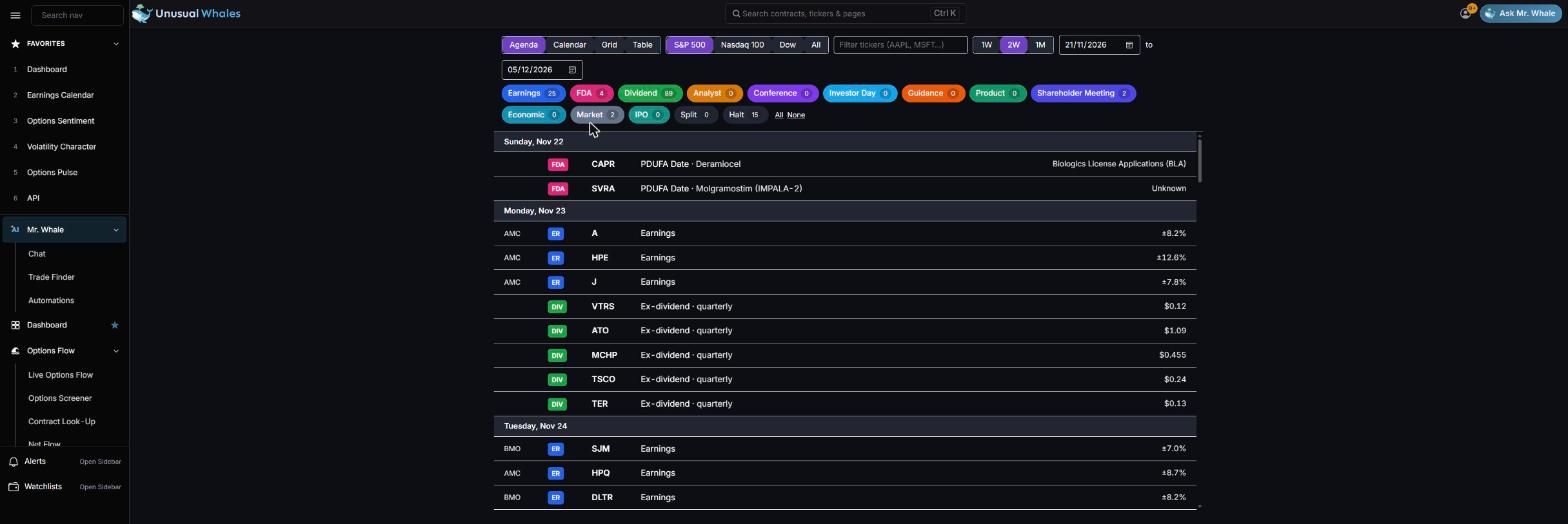 Search nav
Unusual Whales
Search contracts, tickers & pages Ctrl K
9+
Ask Mr. Whale
FAVORITES
1 Dashboard
2 Earnings Calendar
3 Options Sentiment
4 Volatility Character
5 Options Pulse
6 API
AI Mr. Whale
Chat
Trade Finder
Automations
Dashboard
Options Flow
Live Options Flow
Options Screener
Contract Look-Up
Net Flow
Alerts Open Sidebar
Watchlists Open Sidebar
Agenda Calendar Grid Table S&P 500 Nasdaq 100 Dow All Filter tickers (AAPL, MSFT...) 1W 2W 1M 21/11/2026 to
05/12/2026
Earnings 25 FDA 4 Dividend 89 Analyst 0 Conference 0 Investor Day 0 Guidance 0 Product 0 Shareholder Meeting 2
Economic 0 Market 2 IPO 0 Split 0 Halt 15 All None
Sunday, Nov 22
FDA CAPR PDUFA Date · Deramiocel Biologics License Applications (BLA)
FDA SVRA PDUFA Date · Molgramostim (IMPALA-2) Unknown
Monday, Nov 23
AMC ER A Earnings ±8.2%
AMC ER HPE Earnings ±12.6%
AMC ER J Earnings ±7.8%
DIV VTRS Ex-dividend · quarterly $0.12
DIV ATO Ex-dividend · quarterly $1.09
DIV MCHP Ex-dividend · quarterly $0.455
DIV TSCO Ex-dividend · quarterly $0.24
DIV TER Ex-dividend · quarterly $0.13
Tuesday, Nov 24
BMO ER SJM Earnings ±7.0%
AMC ER HPQ Earnings ±8.7%
BMO ER DLTR Earnings ±8.2%